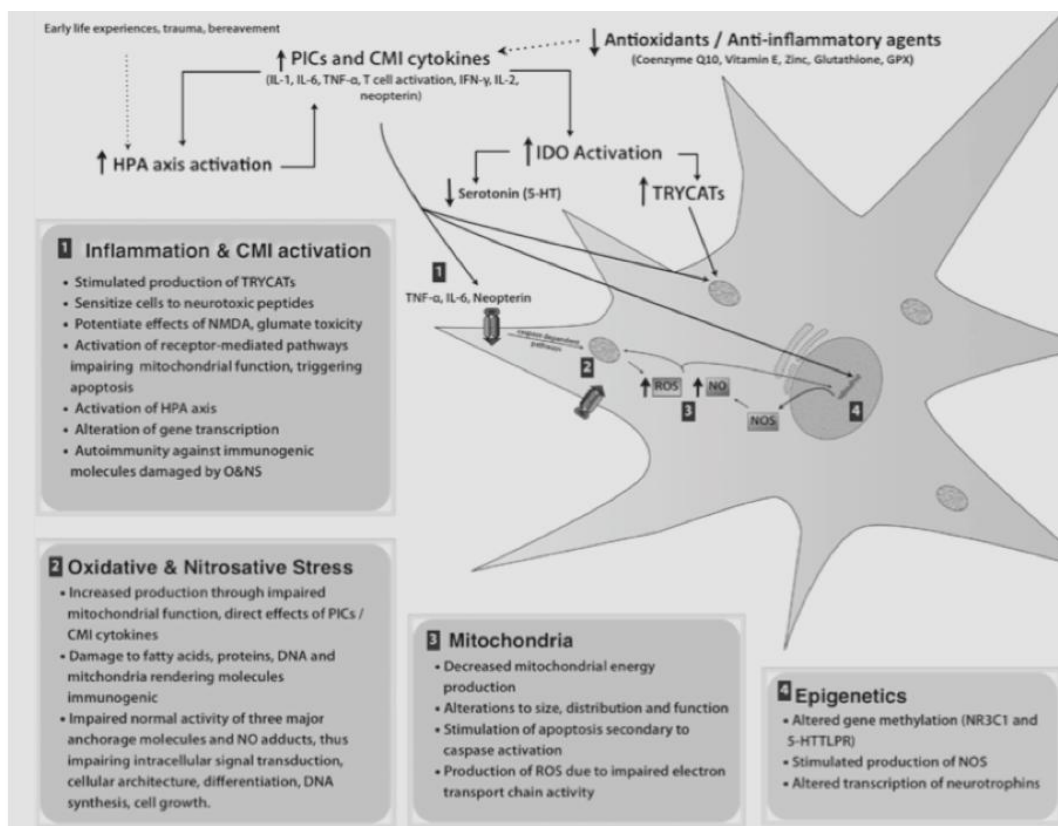 Early life experiences, trauma, bereavement
PICs and CMI cytokines
(IL-1, IL-6, TNF-α, T cell activation, IFN-γ, IL-2,
neopterin)
Antioxidants / Anti-inflammatory agents
(Coenzyme Q10, Vitamin E, Zinc, Glutathione, GPX)
HPA axis activation
IDO Activation
Serotonin (5-HT)
TRYCATs
1 Inflammation & CMI activation
• Stimulated production of TRYCATs
• Sensitize cells to neurotoxic peptides
• Potentiate effects of NMDA, glumate toxicity
• Activation of receptor-mediated pathways
impairing mitochondrial function, triggering
apoptosis
• Activation of HPA axis
• Alteration of gene transcription
• Autoimmunity against immunogenic
molecules damaged by O&NS
1
TNF-α, IL-6, Neopterin
caspase dependent
pathways
2
ROS
NO
3
NOS
4
2 Oxidative & Nitrosative Stress
• Increased production through impaired
mitochondrial function, direct effects of PICs /
CMI cytokines
• Damage to fatty acids, proteins, DNA and
mitchondria rendering molecules
immunogenic
• Impaired normal activity of three major
anchorage molecules and NO adducts, thus
impairing intracellular signal transduction,
cellular architecture, differentiation, DNA
synthesis, cell growth.
3 Mitochondria
• Decreased mitochondrial energy
production
• Alterations to size, distribution and function
• Stimulation of apoptosis secondary to
caspase activation
• Production of ROS due to impaired electron
transport chain activity
4 Epigenetics
• Altered gene methylation (NR3C1 and
5-HTTLPR)
• Stimulated production of NOS
• Altered transcription of neurotrophins